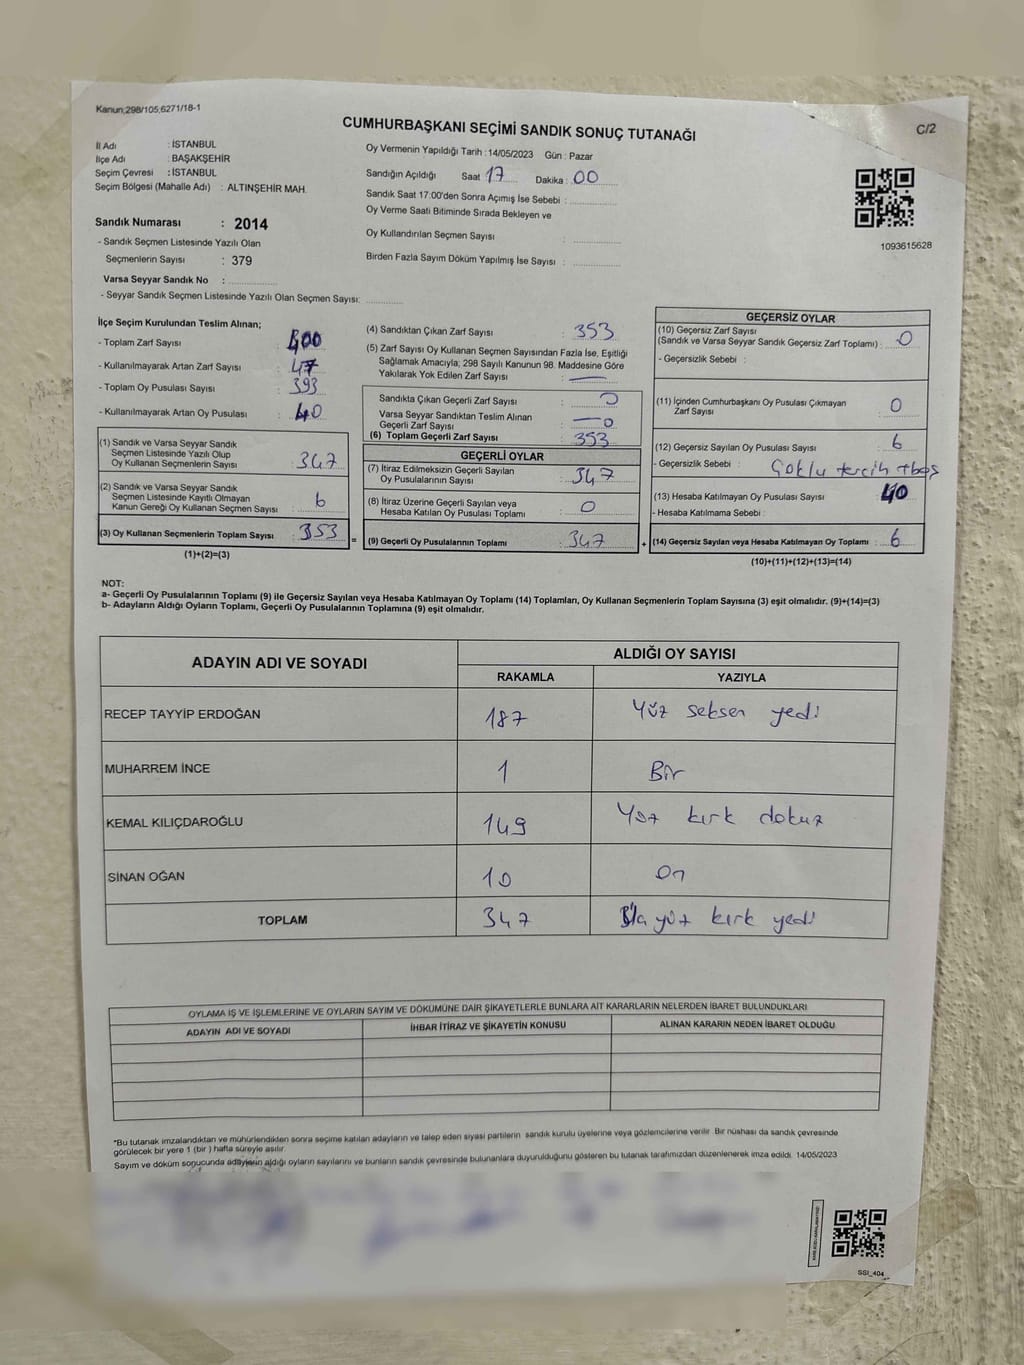 Kanun;298/105,6271/18-1
C/2
CUMHURBAŞKANI SEÇİMİ SANDIK SONUÇ TUTANAĞI
İl Adı : İSTANBUL
İlçe Adı : BAŞAKŞEHİR
Seçim Çevresi : İSTANBUL
Seçim Bölgesi (Mahalle Adı) : ALTINŞEHİR MAH.
Oy Vermenin Yapıldığı Tarih : 14/05/2023 Gün : Pazar
Sandığın Açıldığı Saat 17 Dakika : 00
Sandık Saat 17:00'den Sonra Açımış İse Sebebi :
Oy Verme Saati Bitiminde Sırada Bekleyen ve
Oy Kullandırılan Seçmen Sayısı :
Birden Fazla Sayım Döküm Yapılmış İse Sayısı :
1093615628
Sandık Numarası : 2014
- Sandık Seçmen Listesinde Yazılı Olan
Seçmenlerin Sayısı : 379
Varsa Seyyar Sandık No :
- Seyyar Sandık Seçmen Listesinde Yazılı Olan Seçmen Sayısı:
İlçe Seçim Kurulundan Teslim Alınan;
- Toplam Zarf Sayısı : 400
- Kullanılmayarak Artan Zarf Sayısı : 47
- Toplam Oy Pusulası Sayısı : 393
- Kullanılmayarak Artan Oy Pusulası : 40
(1) Sandık ve Varsa Seyyar Sandık
Seçmen Listesinde Yazılı Olup
Oy Kullanan Seçmenlerin Sayısı : 347
(2) Sandık ve Varsa Seyyar Sandık
Seçmen Listesinde Kayıtlı Olmayan
Kanun Gereği Oy Kullanan Seçmen Sayısı : 6
(3) Oy Kullanan Seçmenlerin Toplam Sayısı : 353
(1)+(2)=(3)
(4) Sandıktan Çıkan Zarf Sayısı : 353
(5) Zarf Sayısı Oy Kullanan Seçmen Sayısından Fazla İse, Eşitliği
Sağlamak Amacıyla; 298 Sayılı Kanunun 98. Maddesine Göre
Yakılarak Yok Edilen Zarf Sayısı : —
Sandıkta Çıkan Geçerli Zarf Sayısı : 0
Varsa Seyyar Sandıktan Teslim Alınan
Geçerli Zarf Sayısı : — 0
(6) Toplam Geçerli Zarf Sayısı : 353
GEÇERLİ OYLAR
(7) İtiraz Edilmeksizin Geçerli Sayılan
Oy Pusulalarının Sayısı : 347
(8) İtiraz Üzerine Geçerli Sayılan veya
Hesaba Katılan Oy Pusulası Toplamı : 0
= (9) Geçerli Oy Pusulalarının Toplamı : 347
GEÇERSİZ OYLAR
(10) Geçersiz Zarf Sayısı
(Sandık ve Varsa Seyyar Sandık Geçersiz Zarf Toplamı) : 0
- Geçersizlik Sebebi :
(11) İçinden Cumhurbaşkanı Oy Pusulası Çıkmayan
Zarf Sayısı : 0
(12) Geçersiz Sayılan Oy Pusulası Sayısı : 6
- Geçersizlik Sebebi : Çoklu tercih +boş
(13) Hesaba Katılmayan Oy Pusulası Sayısı : 40
- Hesaba Katılmama Sebebi :
+ (14) Geçersiz Sayılan veya Hesaba Katılmayan Oy Toplamı : 6
(10)+(11)+(12)+(13)=(14)
NOT:
a- Geçerli Oy Pusulalarının Toplamı (9) ile Geçersiz Sayılan veya Hesaba Katılmayan Oy Toplamı (14) Toplamları, Oy Kullanan Seçmenlerin Toplam Sayısına (3) eşit olmalıdır. (9)+(14)=(3)
b- Adayların Aldığı Oyların Toplamı, Geçerli Oy Pusulalarının Toplamına (9) eşit olmalıdır.
ADAYIN ADI VE SOYADI
ALDIĞI OY SAYISI
RAKAMLA YAZIYLA
RECEP TAYYİP ERDOĞAN 187 Yüz seksen yedi
MUHARREM İNCE 1 Bir
KEMAL KILIÇDAROĞLU 149 Yüz kırk dokuz
SİNAN OĞAN 10 On
TOPLAM 347 yüz kırk yedi
OYLAMA İŞ VE İŞLEMLERİNE VE OYLARIN SAYIM VE DÖKÜMÜNE DAİR ŞİKAYETLERLE BUNLARA AİT KARARLARIN NELERDEN İBARET BULUNDUKLARI
ADAYIN ADI VE SOYADI İHBAR İTİRAZ VE ŞİKAYETİN KONUSU ALINAN KARARIN NEDEN İBARET OLDUĞU
*Bu tutanak imzalandıktan ve mühürlendikten sonra seçime katılan adayların ve talep eden siyasi partilerin sandık kurulu üyelerine veya gözlemcilerine verilir. Bir nüshası da sandık çevresinde
görülecek bir yere 1 (bir) hafta süreyle asılır.
Sayım ve döküm sonucunda adayların aldığı oyların sayılarını ve bunların sandık çevresinde bulunanlara duyurulduğunu gösteren bu tutanak tarafımızdan düzenlenerek imza edildi. 14/05/2023
SSI_404